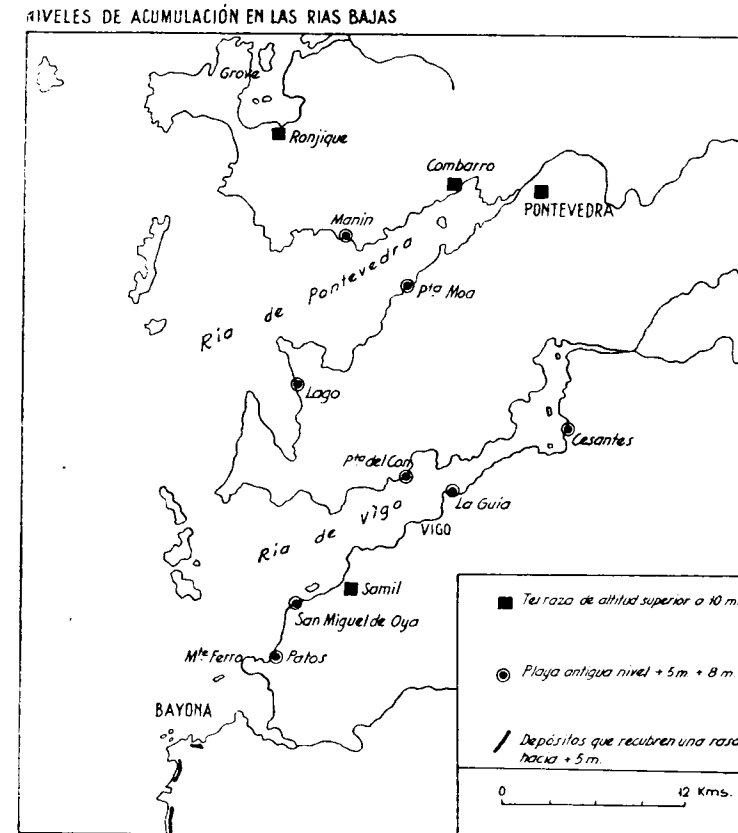 NIVELES DE ACUMULACIÓN EN LAS RIAS BAJAS
Grove
Ronjique
Combarro
PONTEVEDRA
Manin
Ria de Pontevedra
Pta Moa
Lago
Cesantes
Pta del Con
La Guia
Ria de Vigo
VIGO
Samil
San Miguel de Oya
Mte Ferro
Patos
BAYONA
Terraza de altitud superior a 10 m.
Playa antigua nivel + 5 m. + 8 m.
Depósitos que recubren una rasa
hacia + 5 m.
0 12 Kms.